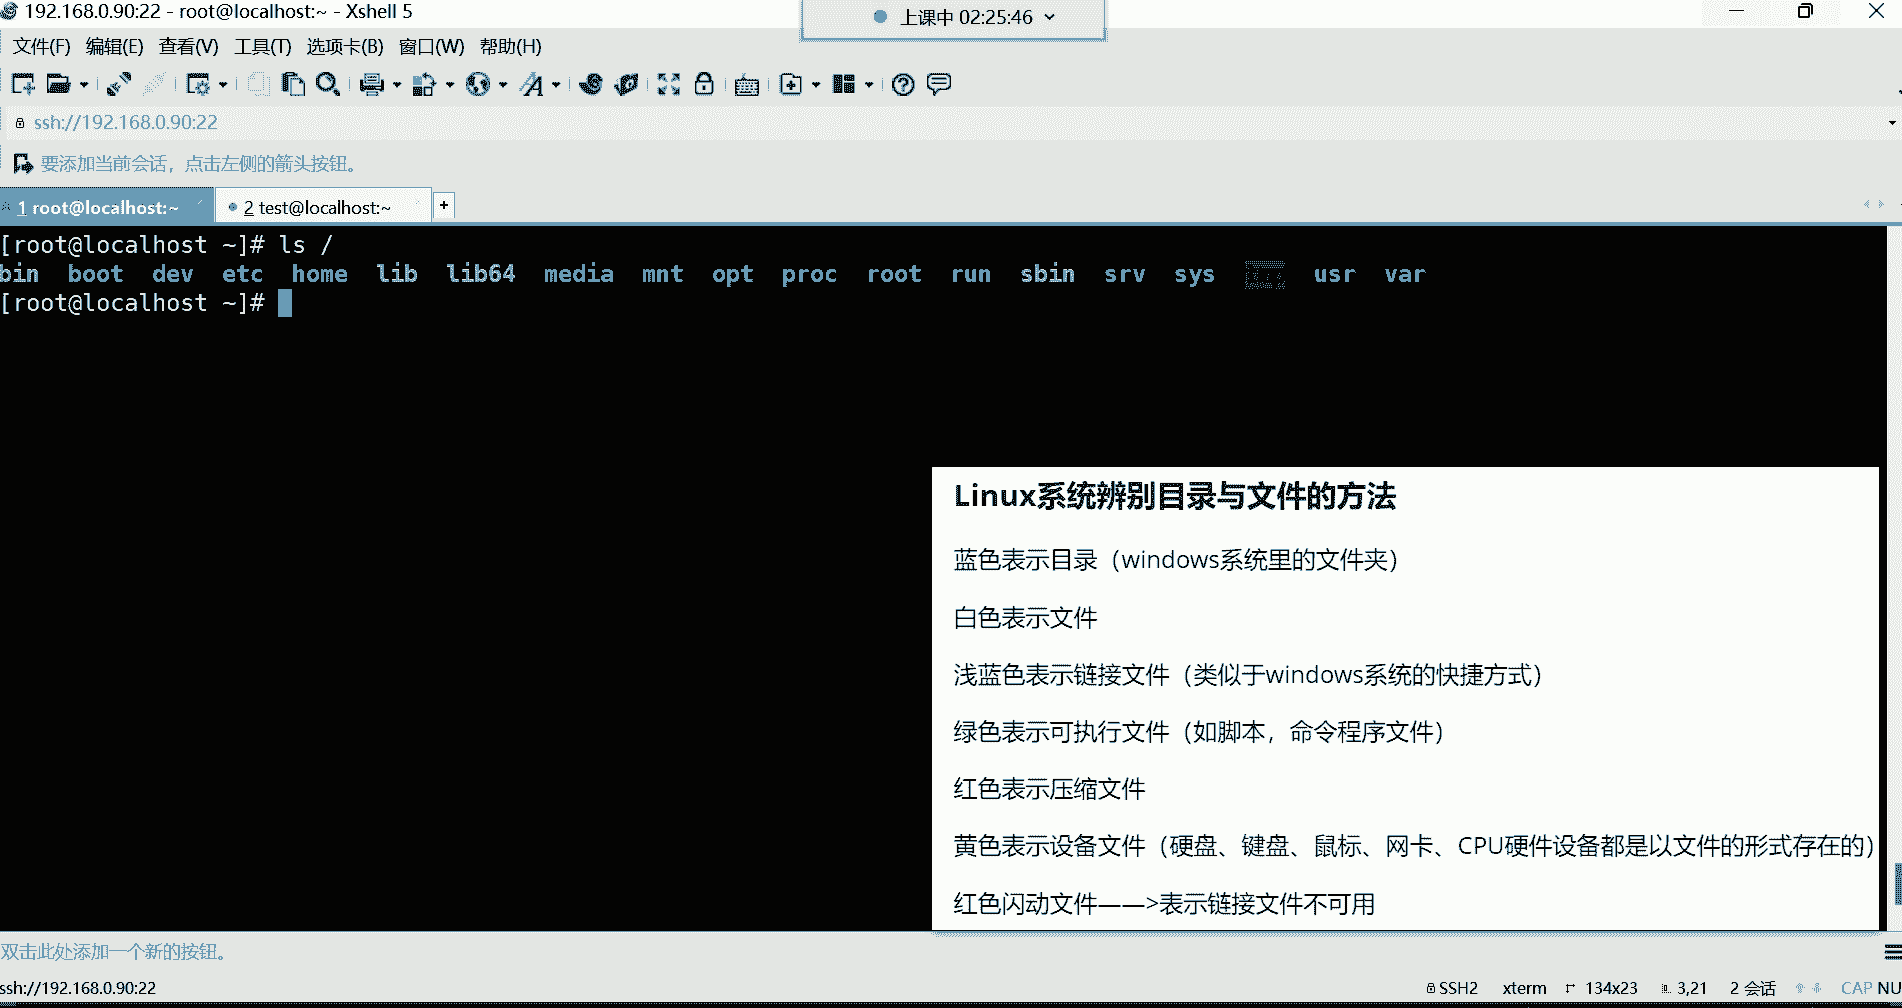 192.168.0.90:22 - root@localhost:~ - Xshell 5
上课中 02:25:46
文件(F) 编辑(E) 查看(V) 工具(T) 选项卡(B) 窗口(W) 帮助(H)
ssh://192.168.0.90:22
要添加当前会话，点击左侧的箭头按钮。
1 root@localhost:~ 2 test@localhost:~ +
[root@localhost ~]# ls /
bin boot dev etc home lib lib64 media mnt opt proc root run sbin srv sys usr var
[root@localhost ~]#
Linux系统辨别目录与文件的方法
蓝色表示目录（windows系统里的文件夹）
白色表示文件
浅蓝色表示链接文件（类似于windows系统的快捷方式）
绿色表示可执行文件（如脚本，命令程序文件）
红色表示压缩文件
黄色表示设备文件（硬盘、键盘、鼠标、网卡、CPU硬件设备都是以文件的形式存在的）
红色闪动文件——>表示链接文件不可用
双击此处添加一个新的按钮。
ssh://192.168.0.90:22 SSH2 xterm 134x23 3,21 2 会话 CAP NU